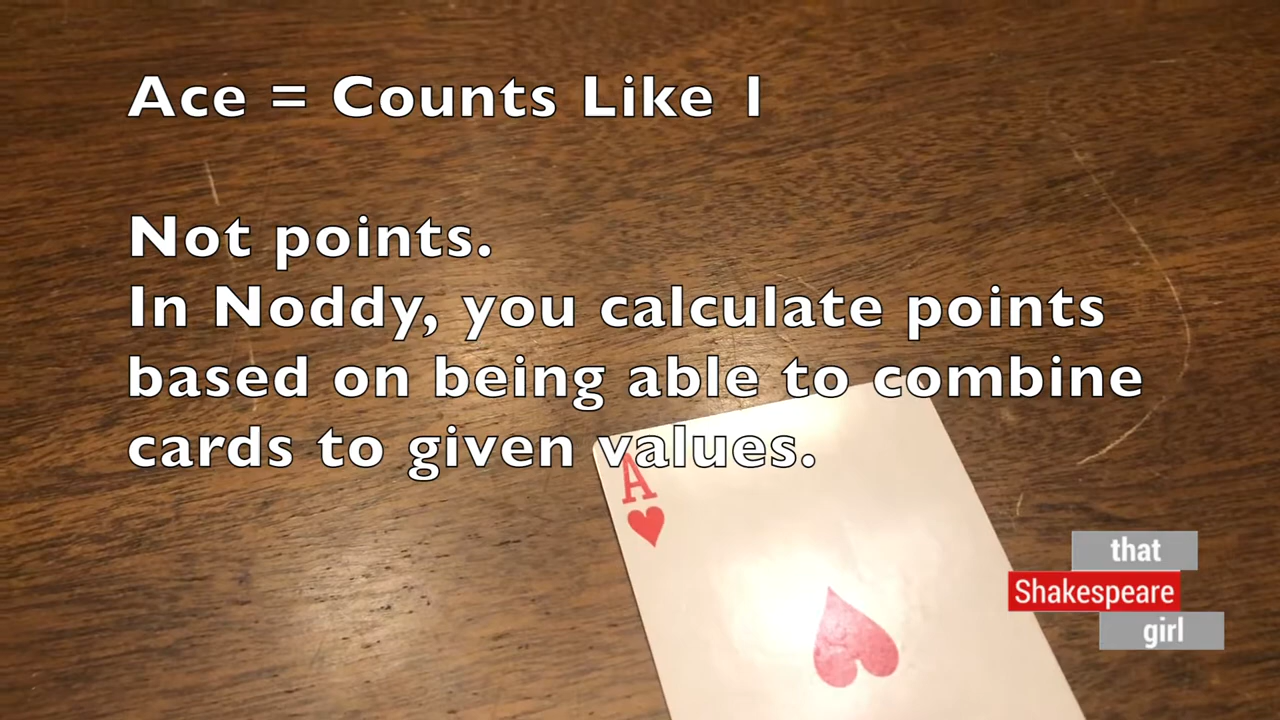 Ace = Counts Like 1
Not points.
In Noddy, you calculate points
based on being able to combine
cards to given values.
A
that
Shakespeare
girl